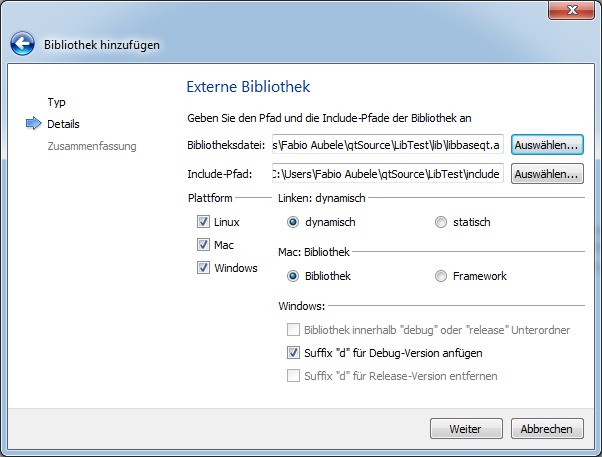 Bibliothek hinzufügen
Typ
Details
Zusammenfassung
Externe Bibliothek
Geben Sie den Pfad und die Include-Pfade der Bibliothek an
Bibliotheksdatei: s\Fabio Aubele\qtSource\LibTest\lib\libbaseqt.a Auswählen...
Include-Pfad: C:\Users\Fabio Aubele\qtSource\LibTest\include Auswählen...
Plattform
Linux
Mac
Windows
Linken: dynamisch
dynamisch statisch
Mac: Bibliothek
Bibliothek Framework
Windows:
Bibliothek innerhalb "debug" oder "release" Unterordner
Suffix "d" für Debug-Version anfügen
Suffix "d" für Release-Version entfernen
Weiter Abbrechen